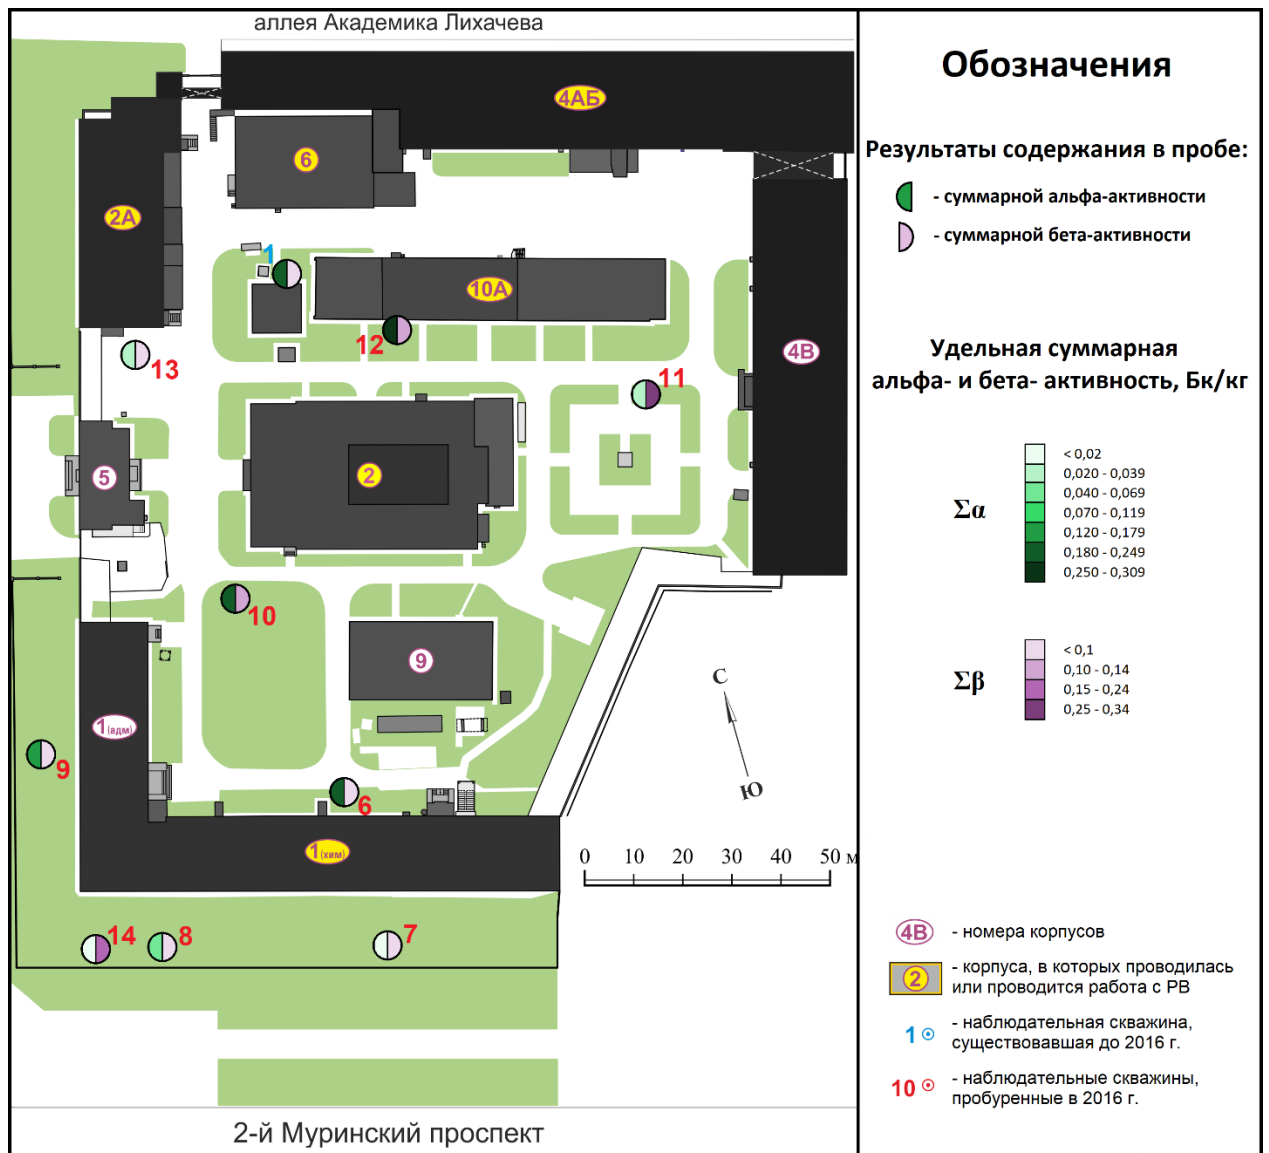 аллея Академика Лихачева
4АБ
6
2А
1
10А
12
13
11
4В
5
2
10
9
1(адм)
9
6
1(хим)
С
Ю
0 10 20 30 40 50 м
14
8
7
2-й Муринский проспект
Обозначения
Результаты содержания в пробе:
- суммарной альфа-активности
- суммарной бета-активности
Удельная суммарная
альфа- и бета- активность, Бк/кг
Σα
< 0,02
0,020 - 0,039
0,040 - 0,069
0,070 - 0,119
0,120 - 0,179
0,180 - 0,249
0,250 - 0,309
Σβ
< 0,1
0,10 - 0,14
0,15 - 0,24
0,25 - 0,34
4В - номера корпусов
2 - корпуса, в которых проводилась
или проводится работа с РВ
1 - наблюдательная скважина,
существовавшая до 2016 г.
10 - наблюдательные скважины,
пробуренные в 2016 г.